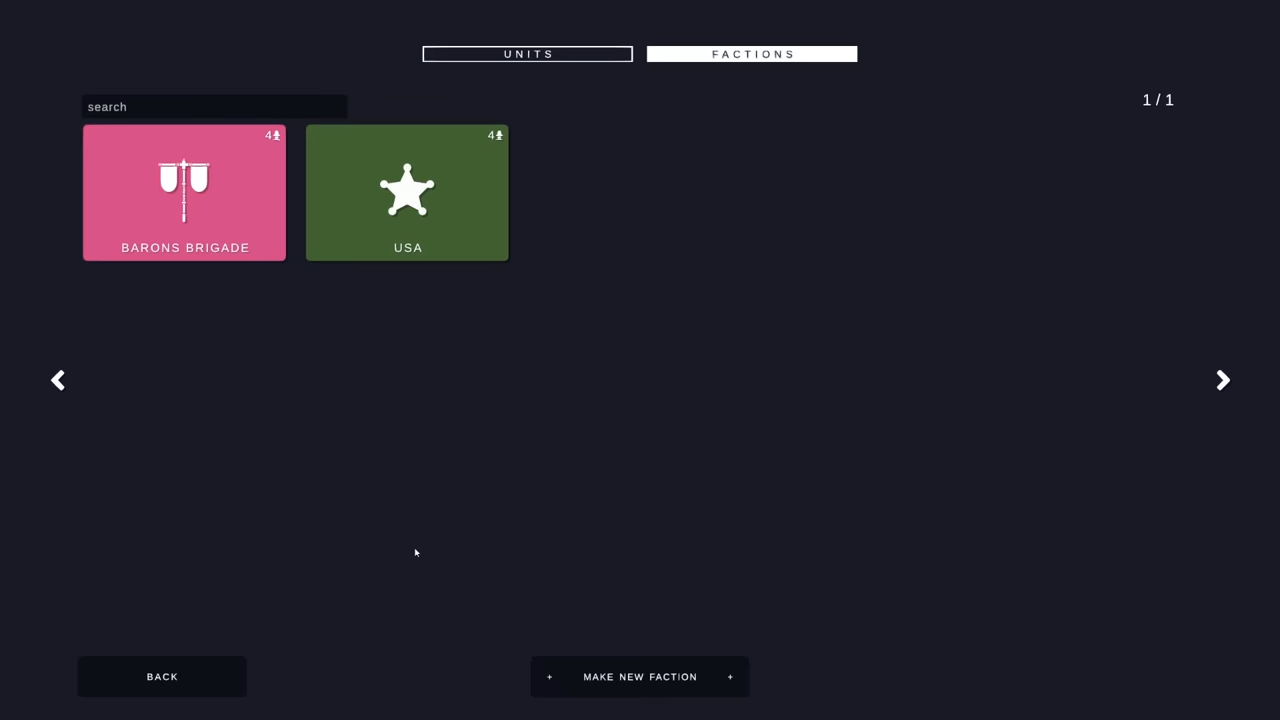 UNITS
FACTIONS
search
1 / 1
4
4
BARONS BRIGADE
USA
BACK
+ MAKE NEW FACTION +